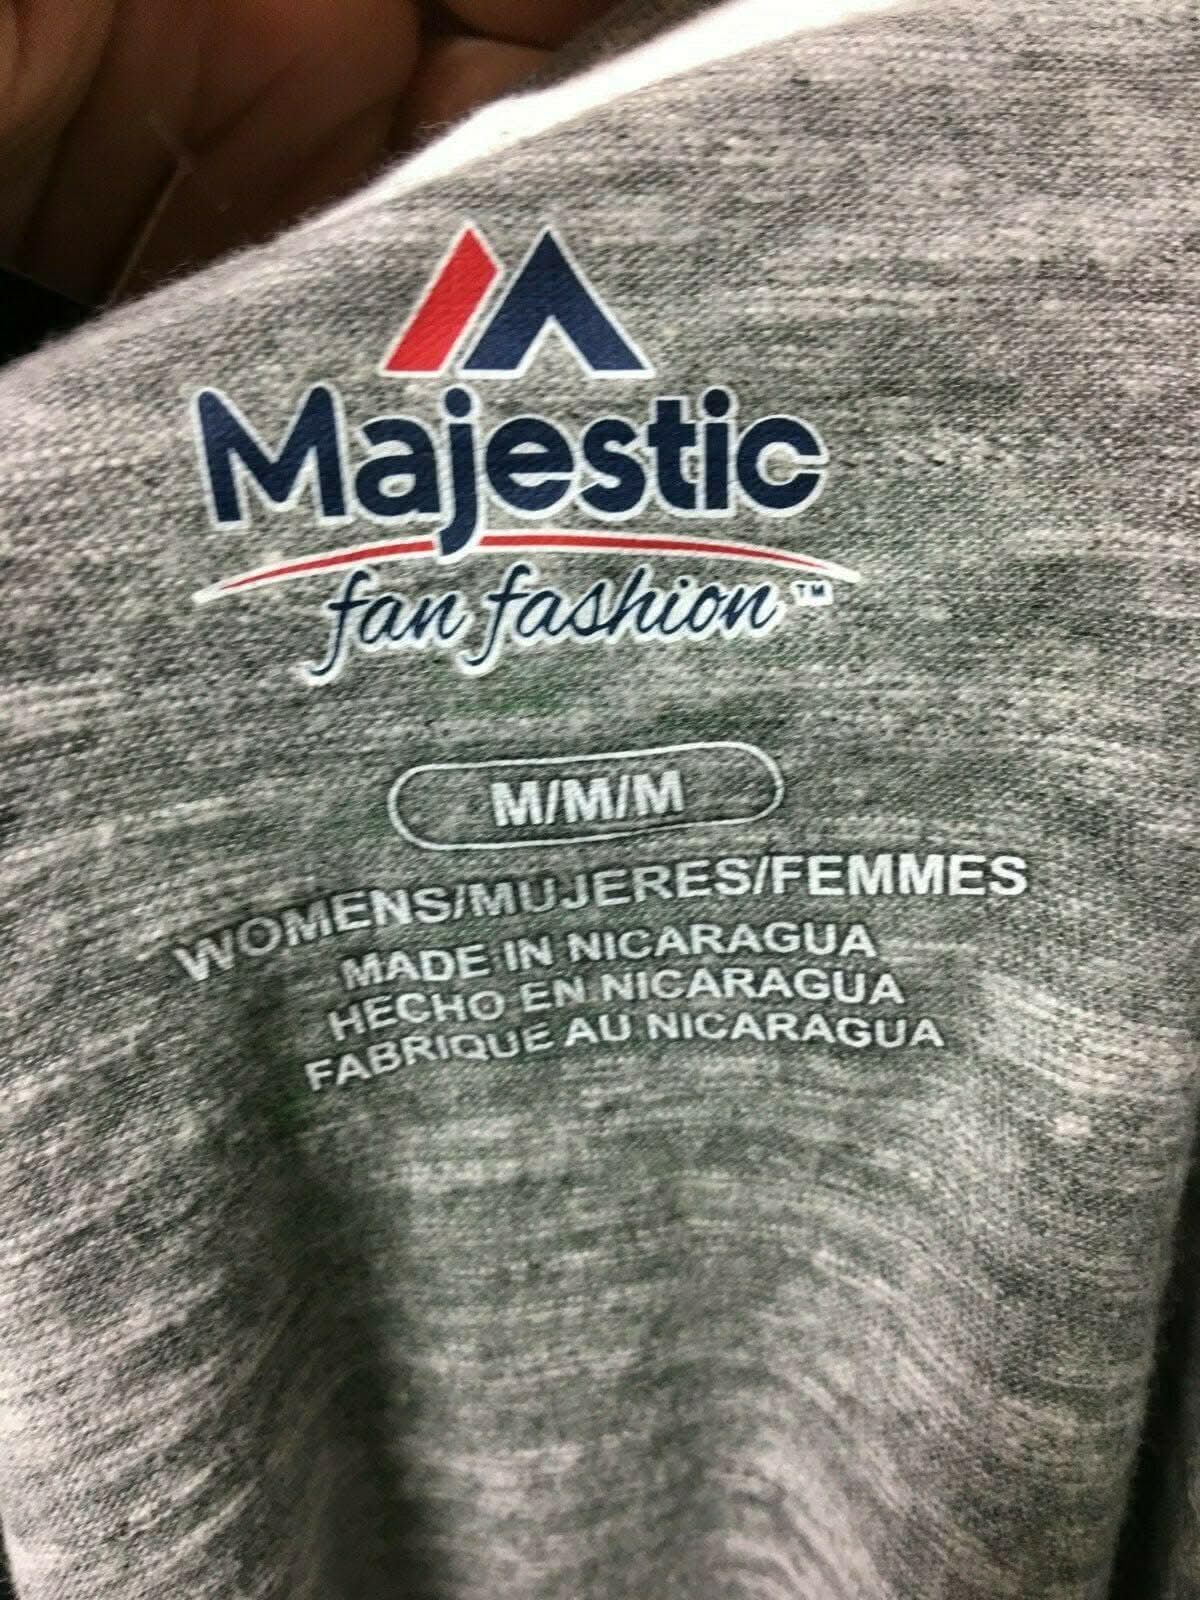 Majestic
fan fashion™
M/M/M
WOMENS/MUJERES/FEMMES
MADE IN NICARAGUA
HECHO EN NICARAGUA
FABRIQUE AU NICARAGUA